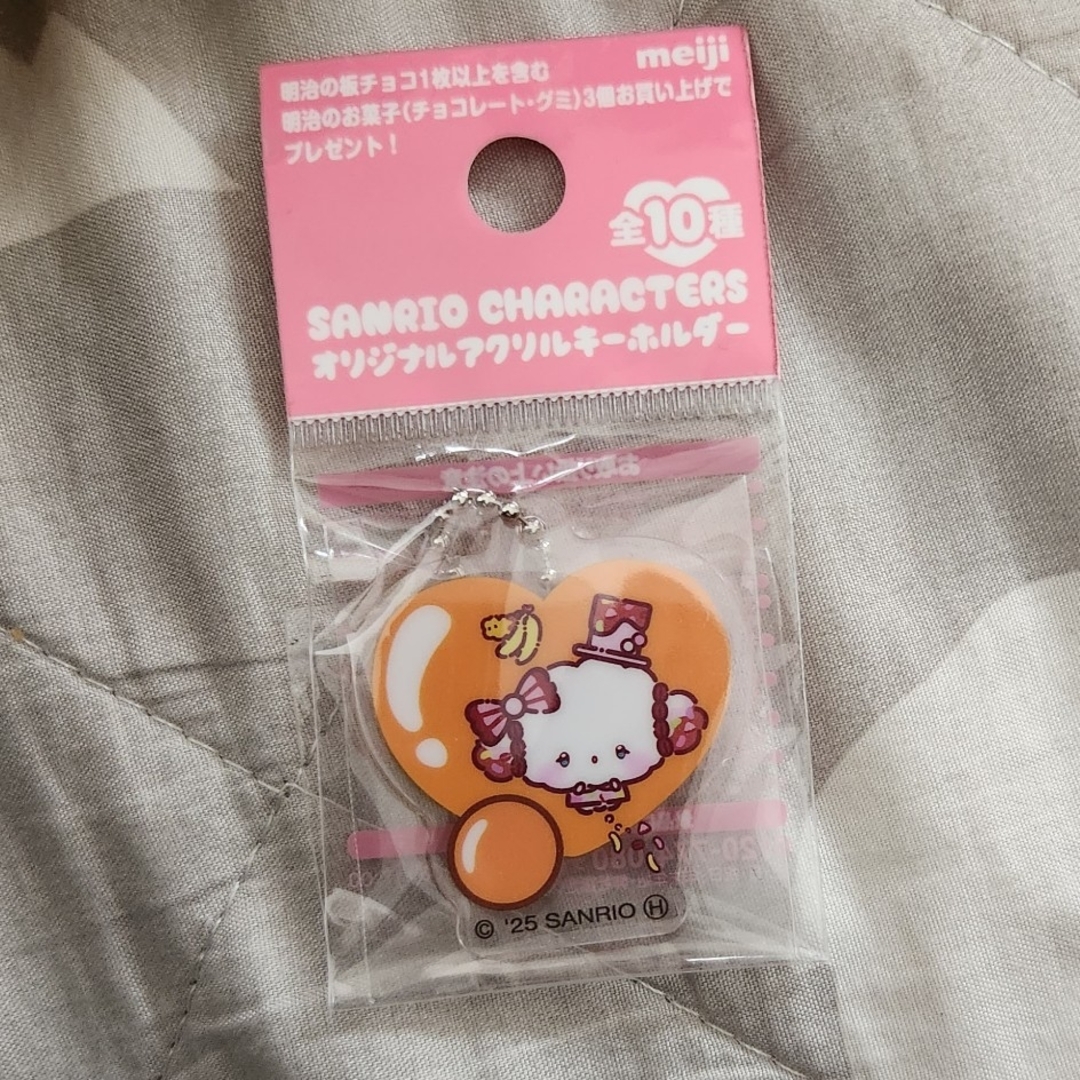 meiji
明治の板チョコ1枚以上を含む
明治のお菓子(チョコレート・グミ)3個お買い上げで
プレゼント!
全10種
SANRIO CHARACTERS
オリジナルアクリルキーホルダー
© '25 SANRIO Ⓗ